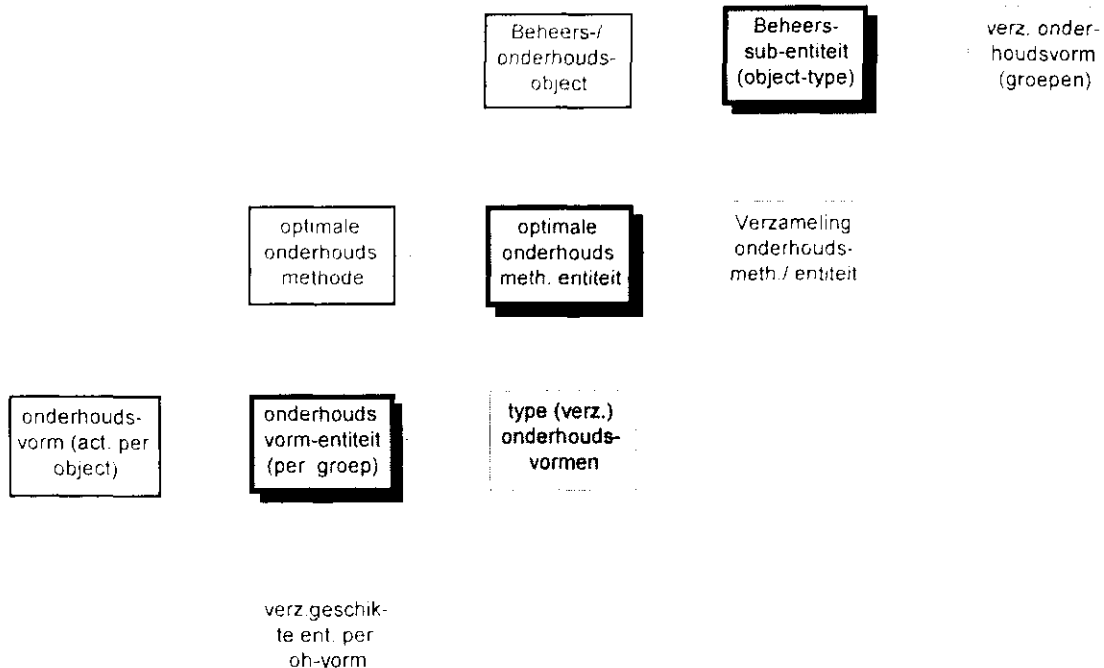 Beheers-/
onderhouds-
object
Beheers-
sub-entiteit
(object-type)
verz. onder-
houdsvorm
(groepen)
optimale
onderhouds
methode
optimale
onderhouds
meth. entiteit
Verzameling
onderhouds-
meth./ entiteit
onderhouds-
vorm (act. per
object)
onderhouds
vorm-entiteit
(per groep)
type (verz.)
onderhouds-
vormen
verz.geschik-
te ent. per
oh-vorm